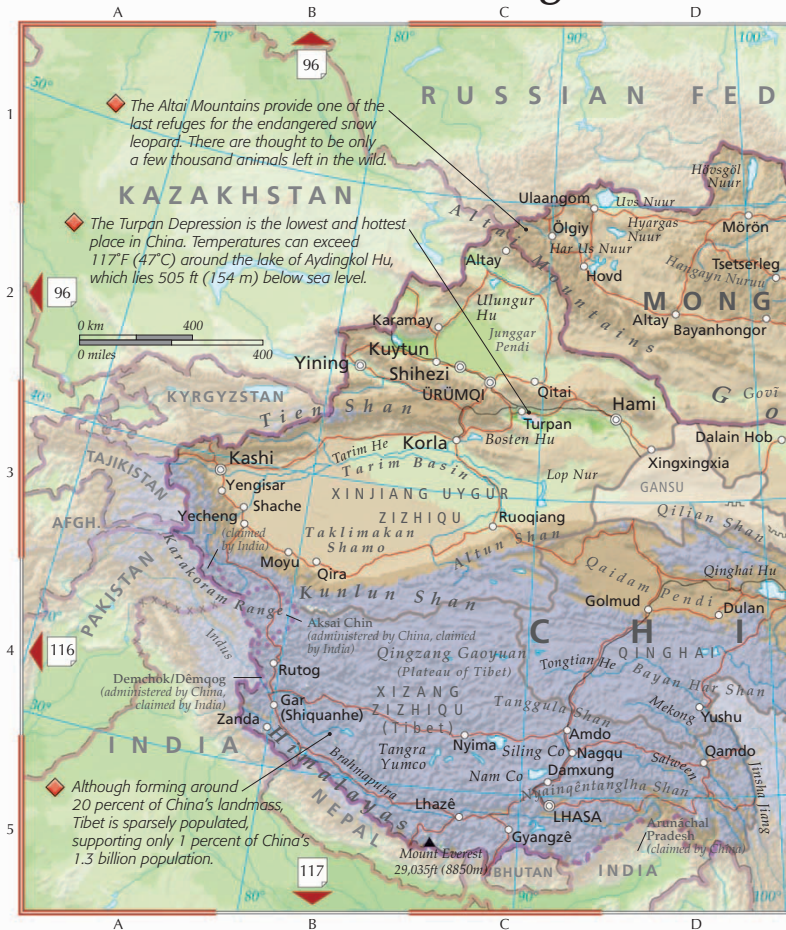 A
B
C
D
70°
80°
90°
100°
96
50°
1
RUSSIAN FED
The Altai Mountains provide one of the
last refuges for the endangered snow
leopard. There are thought to be only
a few thousand animals left in the wild.
KAZAKHSTAN
Hövsgöl
Nuur
Ulaangom
Uvs Nuur
Ölgiy
Hyargas
Nuur
Mörön
Har Us Nuur
The Turpan Depression is the lowest and hottest
place in China. Temperatures can exceed
117°F (47°C) around the lake of Aydingkol Hu,
which lies 505 ft (154 m) below sea level.
Altai Mountains
Altay
Hovd
Hangayn Nuruu
Tsetserleg
96
2
0 km 400
0 miles 400
Ulungur
Hu
MONG
Altay
Bayanhongor
Karamay
Junggar
Pendi
Kuytun
Yining
Shihezi
ÜRÜMQI
Qitai
Hami
Govĭ
Go
40°
KYRGYZSTAN
Tien Shan
Turpan
Korla
Bosten Hu
Dalain Hob
3
Kashi
Tarim He
Tarim Basin
Xingxingxia
TAJIKISTAN
Yengisar
Lop Nur
GANSU
XINJIANG UYGUR
ZIZHIQU
Shache
Yecheng
(claimed
by India)
Ruoqiang
Qilian Shan
AFGH.
Taklimakan
Shamo
Altun Shan
Moyu
Qira
Karakoram Range
Kunlun Shan
Qaidam Pendi
Qinghai Hu
PAKISTAN
Golmud
Dulan
70°
Aksai Chin
(administered by China, claimed
by India)
CHI
116
4
Indus
Qingzang Gaoyuan
(Plateau of Tibet)
QINGHAI
Tongtian He
Bayan Har Shan
Rutog
Demchok/Dêmqog
(administered by China,
claimed by India)
XIZANG
ZIZHIQU
(Tibet)
Tanggula Shan
Mekong
Yushu
Gar
(Shiquanhe)
30°
Zanda
INDIA
Amdo
Nyima
Siling Co
Nagqu
Salween
Qamdo
Tangra
Yumco
Himalayas
Brahmaputra
Nam Co
Damxung
Nyainqêntanglha Shan
Jinsha Jiang
Although forming around
20 percent of China's landmass,
Tibet is sparsely populated,
supporting only 1 percent of China's
1.3 billion population.
NEPAL
Lhazê
LHASA
5
Gyangzê
Arunachal
Pradesh
(claimed by China)
Mount Everest
29,035ft (8850m)
BHUTAN
INDIA
117
80°
90°
100°
A
B
C
D